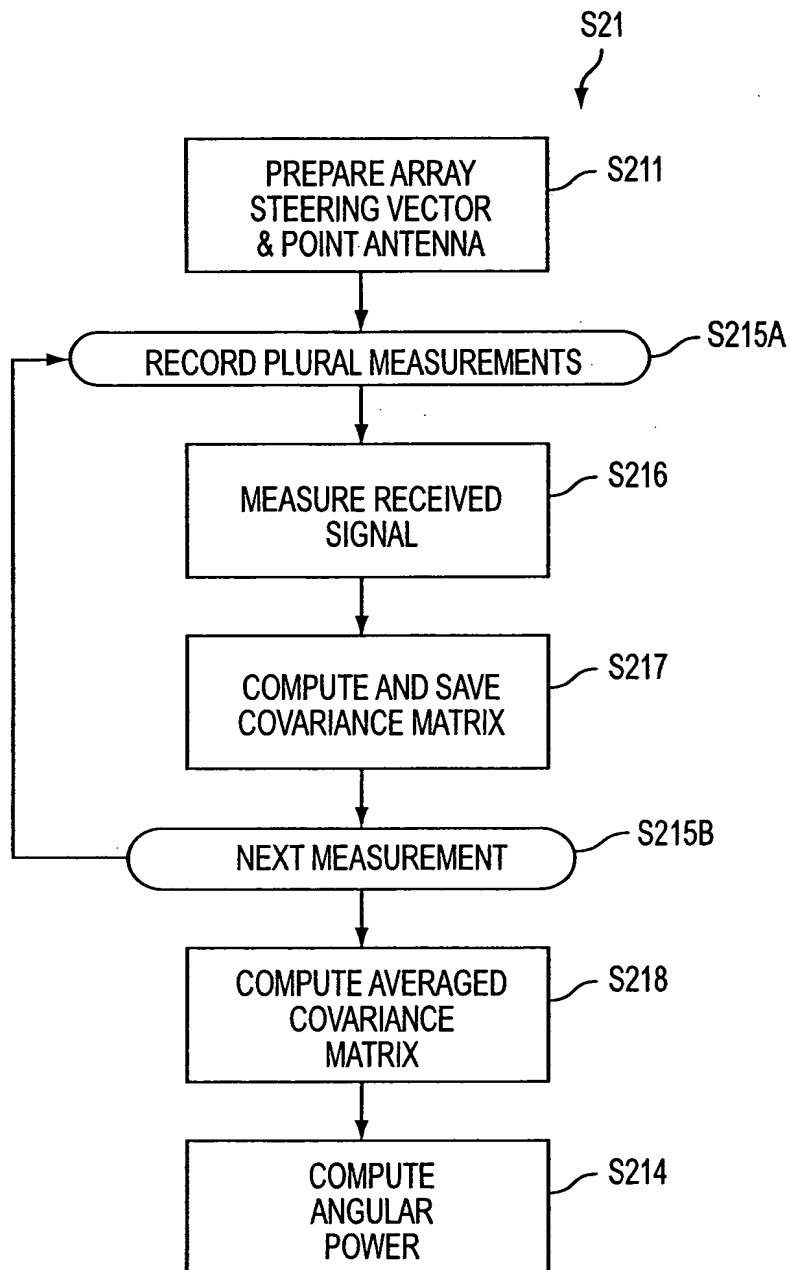 S21
PREPARE ARRAY
STEERING VECTOR
& POINT ANTENNA
S211
RECORD PLURAL MEASUREMENTS
S215A
MEASURE RECEIVED
SIGNAL
S216
COMPUTE AND SAVE
COVARIANCE MATRIX
S217
NEXT MEASUREMENT
S215B
COMPUTE AVERAGED
COVARIANCE
MATRIX
S218
COMPUTE
ANGULAR
POWER
S214